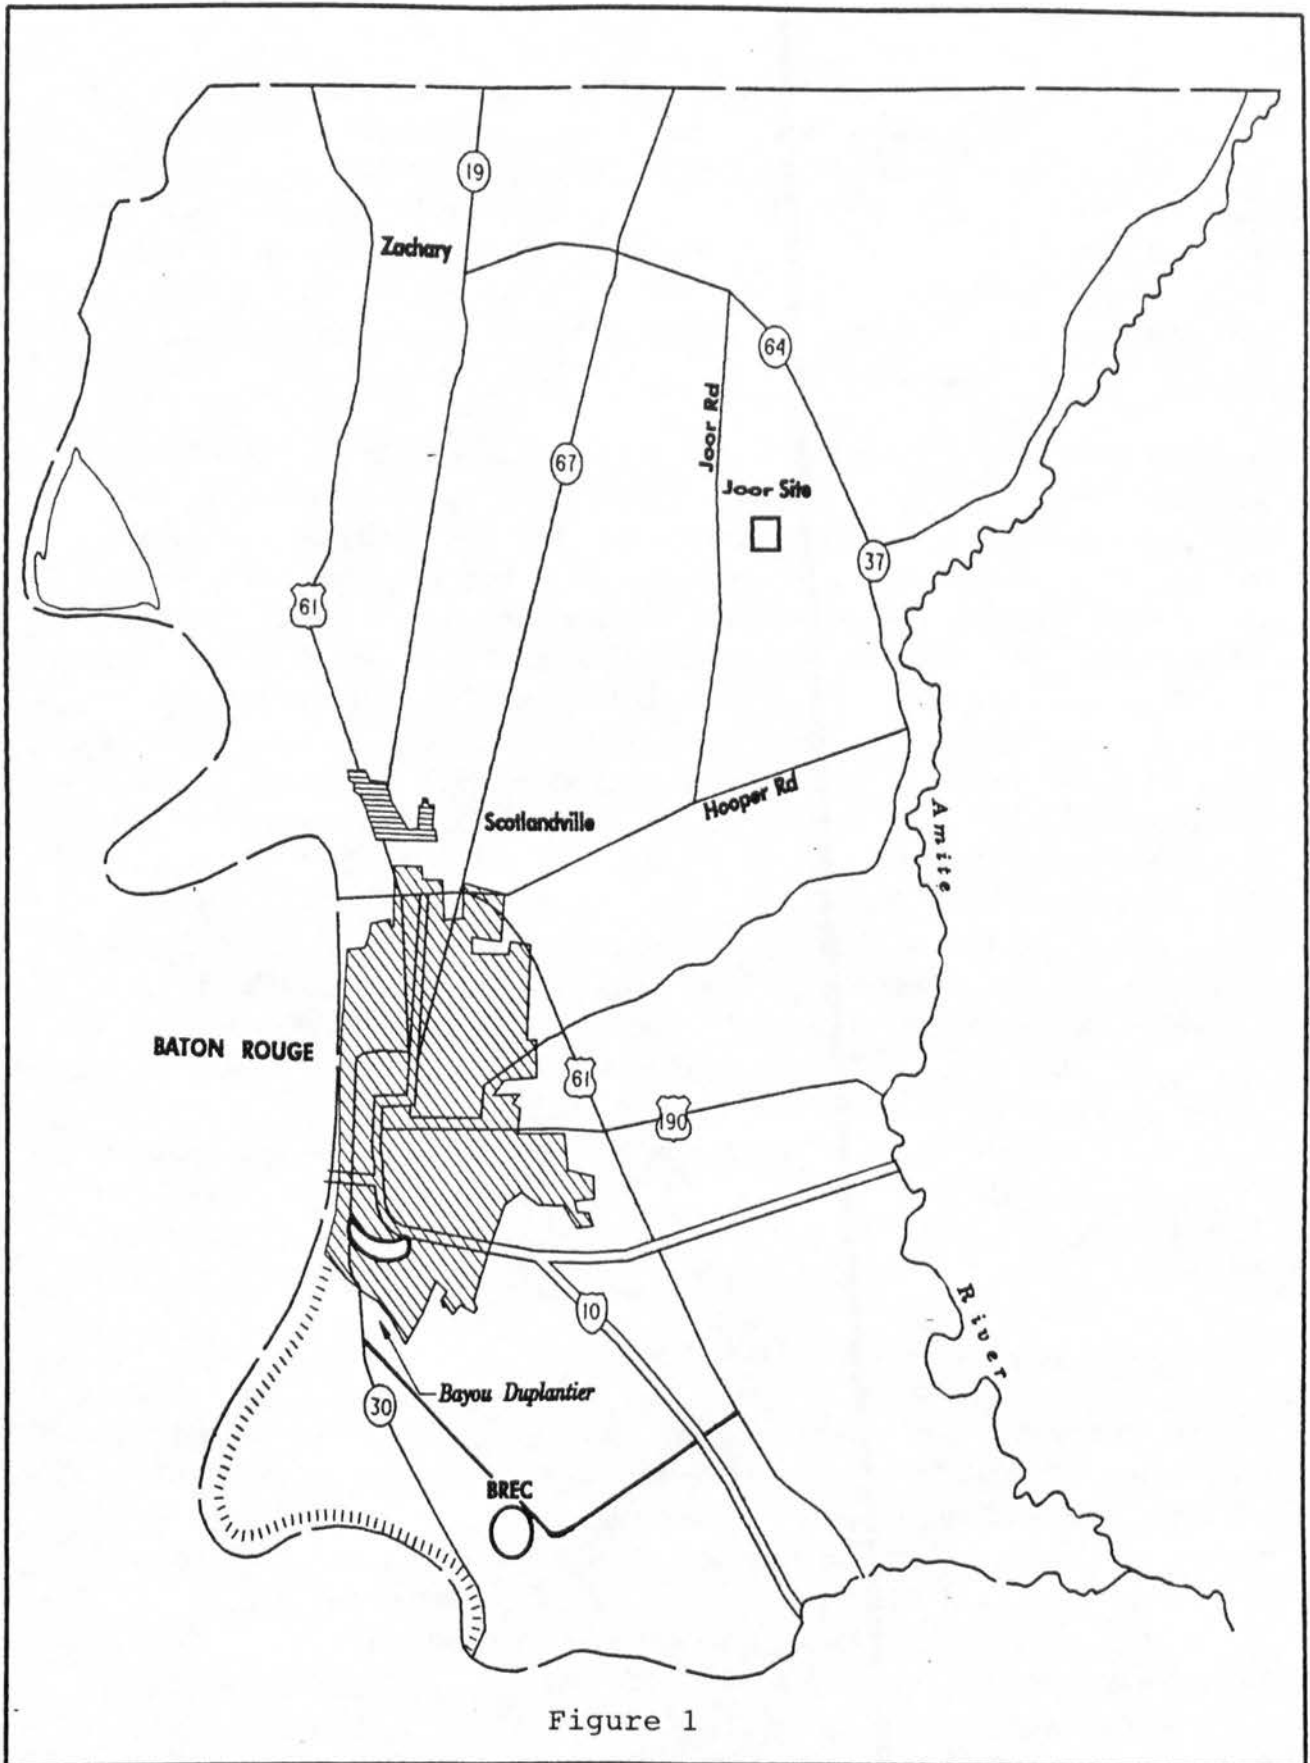 19
Zachary
64
Joor Rd
67
Joor Site
37
61
Hooper Rd
Scotlandville
Amite
BATON ROUGE
61
190
River
10
Bayou Duplantier
30
BREC
Figure 1